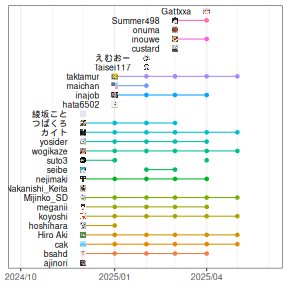 Gattxxa
Summer498
onuma
inouwe
custard
えむおー
Taisei117
taktamur
maichan
inajob
hata6502
綾坂こと
つばくろ
カイト
yosider
wogikaze
suto3
seibe
nejimaki
Nakanishi_Keita
Mijinko_SD
meganii
koyoshi
hoshihara
Hiro Aki
cak
bsahd
ajinori
2024/10
2025/01
2025/04